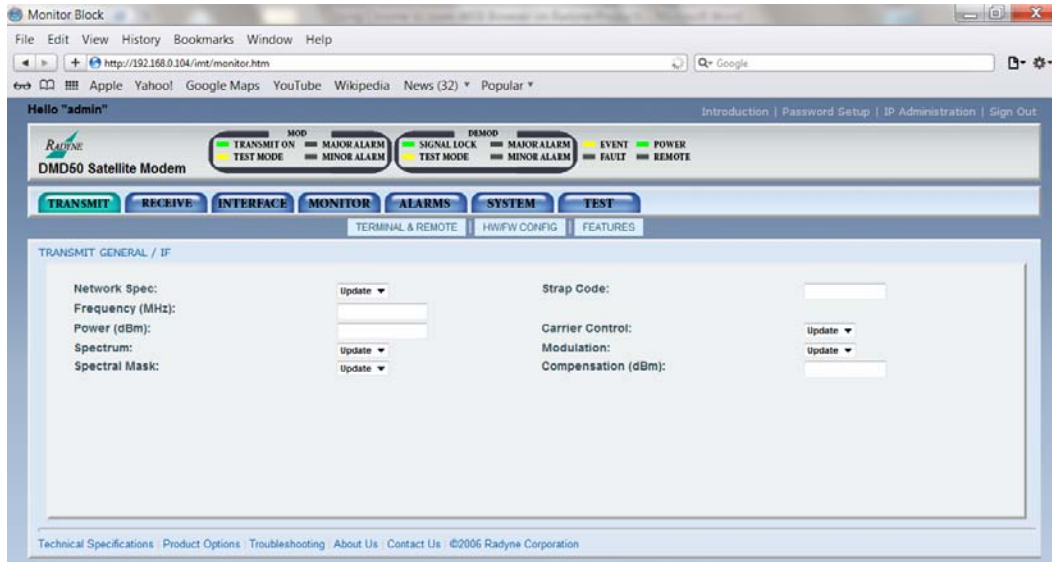 Monitor Block
File Edit View History Bookmarks Window Help
http://192.168.0.104/imt/monitor.htm
Google
Apple Yahoo! Google Maps YouTube Wikipedia News (32) Popular
Hello "admin"
Introduction | Password Setup | IP Administration | Sign Out
RADYNE
DMD50 Satellite Modem
MOD
TRANSMIT ON MAJOR ALARM
TEST MODE MINOR ALARM
DEMOD
SIGNAL LOCK MAJOR ALARM
TEST MODE MINOR ALARM
EVENT POWER
FAULT REMOTE
TRANSMIT RECEIVE INTERFACE MONITOR ALARMS SYSTEM TEST
TERMINAL & REMOTE | HW/FW CONFIG | FEATURES
TRANSMIT GENERAL / IF
Network Spec: Update Strap Code:
Frequency (MHz):
Power (dBm): Carrier Control: Update
Spectrum: Update Modulation: Update
Spectral Mask: Update Compensation (dBm):
Technical Specifications | Product Options | Troubleshooting | About Us | Contact Us | ©2006 Radyne Corporation